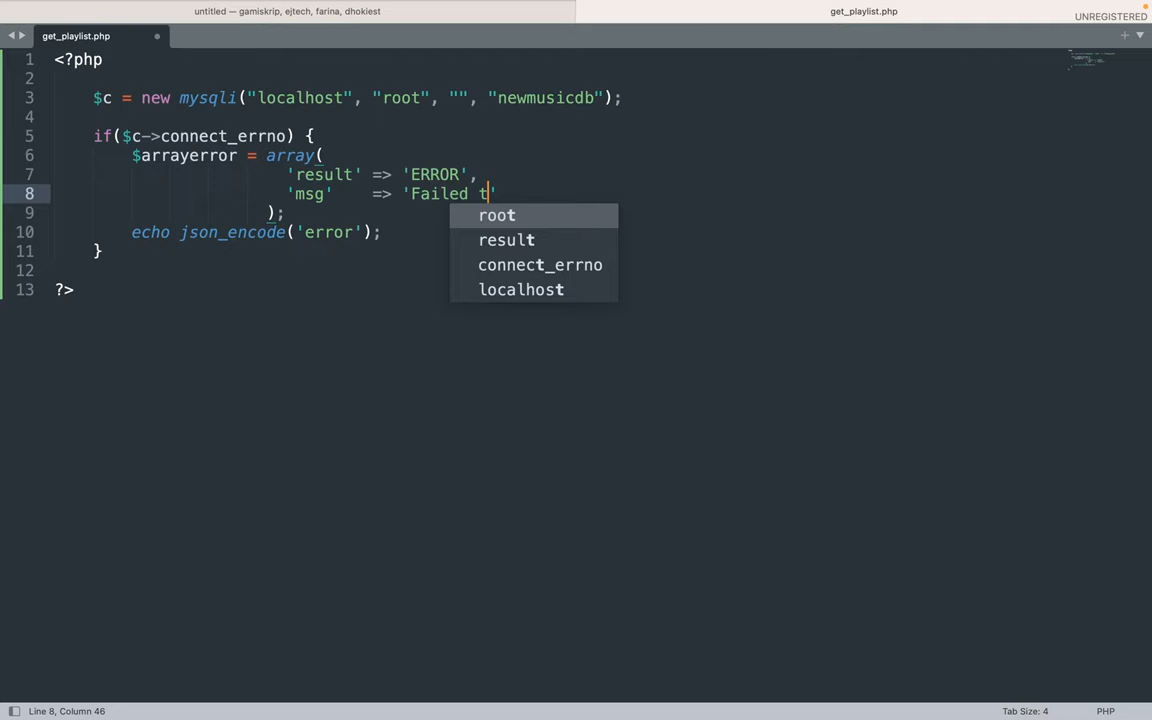 untitled — gamiskrip, ejtech, farina, dhokiest
get_playlist.php
UNREGISTERED
get_playlist.php
1 <?php
2
3 $c = new mysqli("localhost", "root", "", "newmusicdb");
4
5 if($c->connect_errno) {
6 $arrayerror = array(
7 'result' => 'ERROR',
8 'msg' => 'Failed t'
9 );
10 echo json_encode('error');
11 }
12
13 ?>
root
result
connect_errno
localhost
Line 8, Column 46
Tab Size: 4
PHP